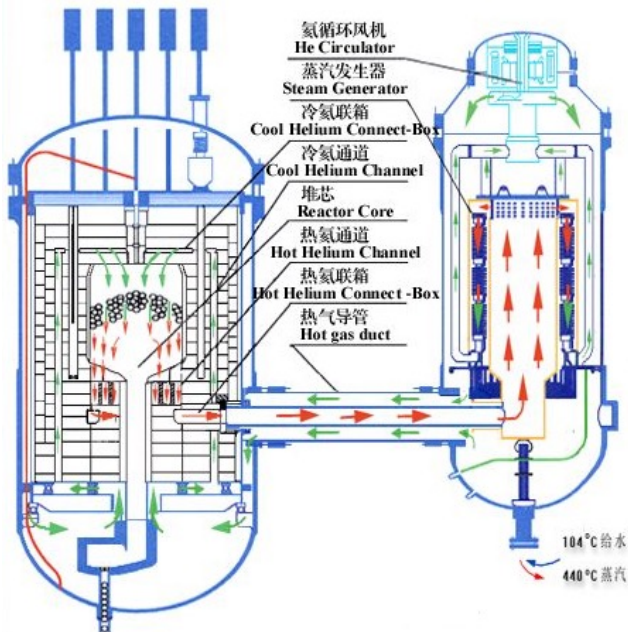 氦循环风机
He Circulator
蒸汽发生器
Steam Generator
冷氦联箱
Cool Helium Connect-Box
冷氦通道
Cool Helium Channel
堆芯
Reactor Core
热氦通道
Hot Helium Channel
热氦联箱
Hot Helium Connect -Box
热气导管
Hot gas duct
104°C给水
440°C蒸汽